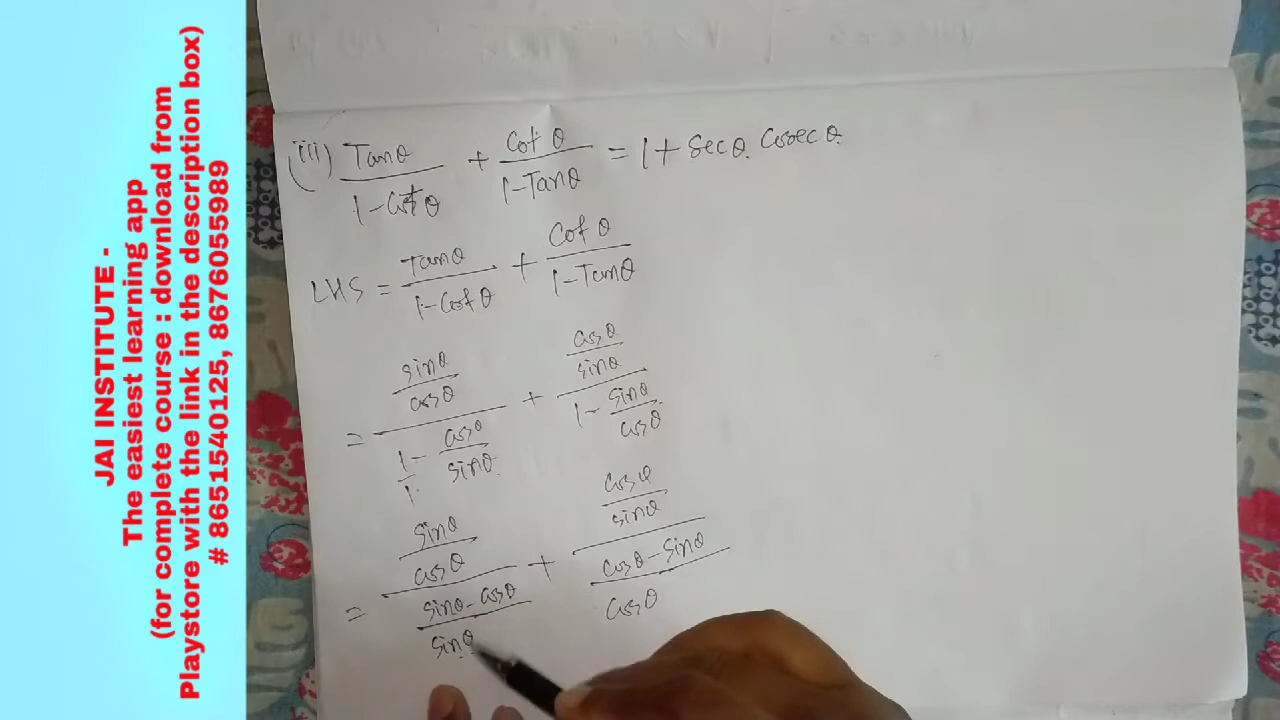 JAI INSTITUTE -
The easiest learning app
(for complete course : download from
Playstore with the link in the description box)
# 8651540125, 8676055989
(iii) Tanθ / 1-Cotθ + Cotθ / 1-Tanθ = 1 + Secθ. Cosecθ.
LHS = Tanθ / 1-Cotθ + Cotθ / 1-Tanθ
= (sinθ / cosθ) / (1/1 - cosθ / sinθ) + (cosθ / sinθ) / (1 - sinθ / cosθ)
= (sinθ / cosθ) / (sinθ - cosθ / sinθ) + (cosθ / sinθ) / (cosθ - sinθ / cosθ)